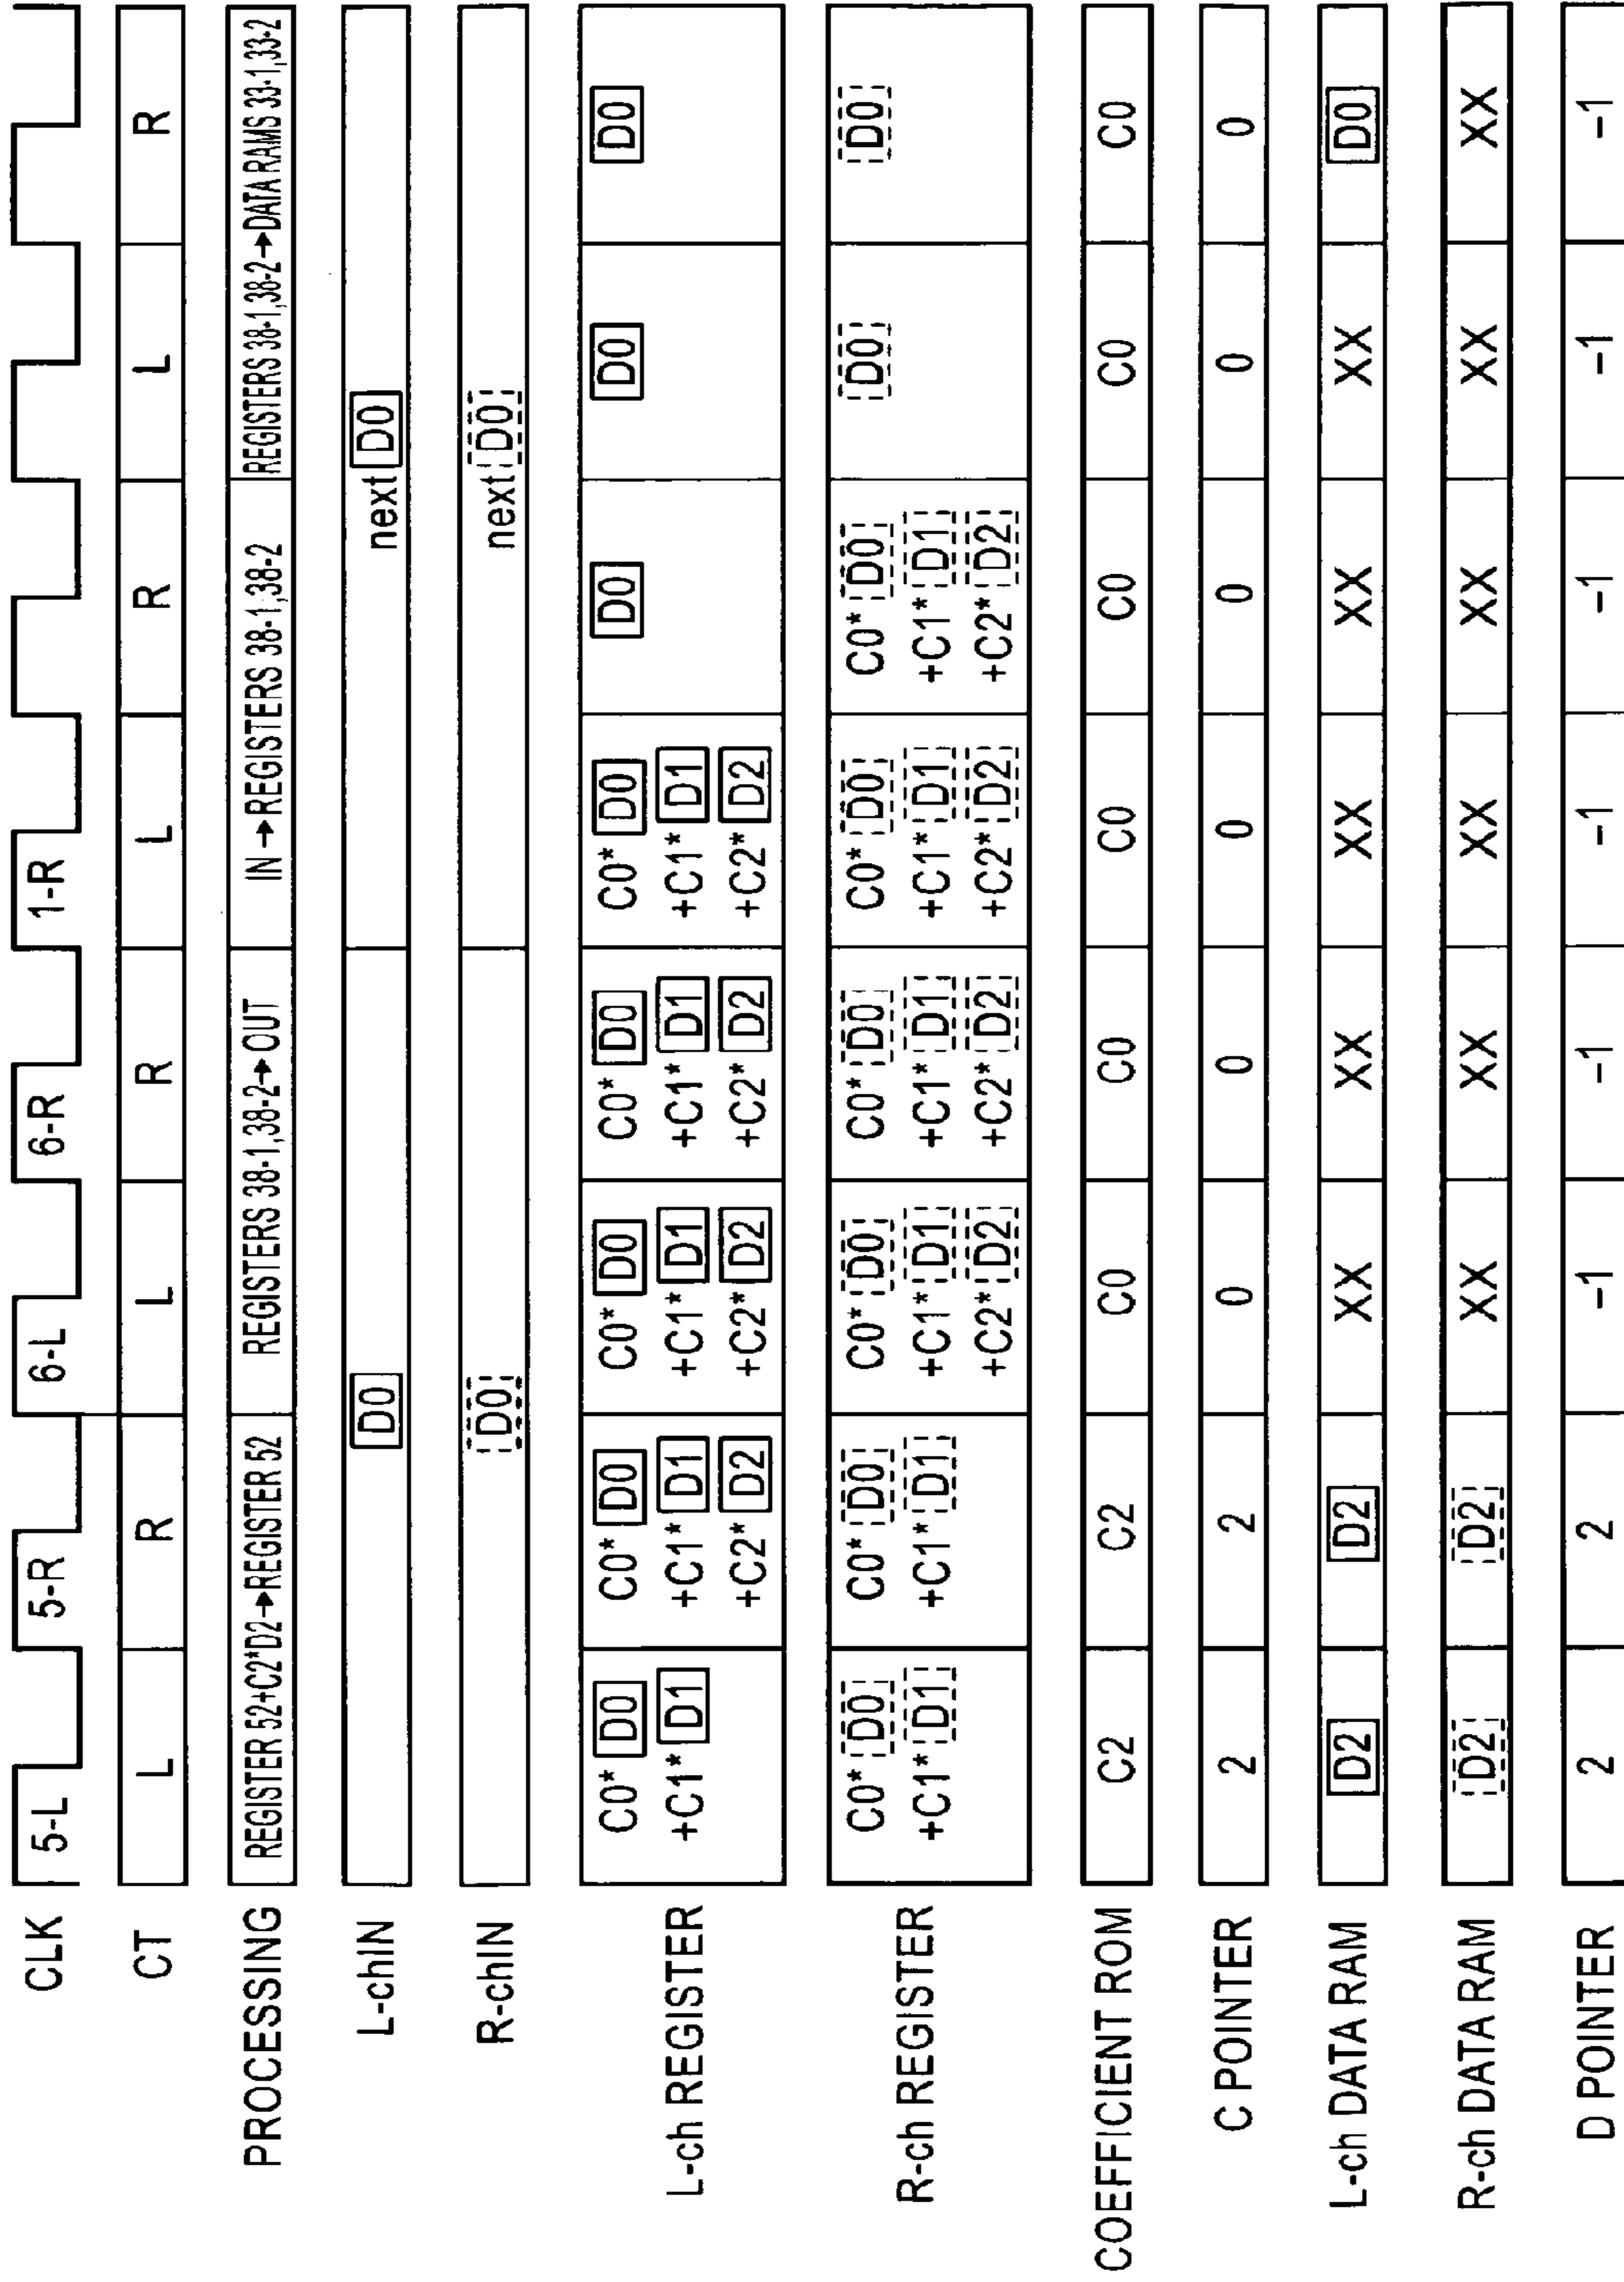 CLK 5-L 5-R 6-L 6-R 1-R
CT L R L R L R L R
PROCESSING REGISTER 52+C2*D2→REGISTER 52 REGISTERS 38-1,38-2→OUT IN→REGISTERS 38-1,38-2 REGISTERS 38-1,38-2→DATA RAMS 33-1,33-2
L-chIN D0 next D0
R-chIN D0 next D0
L-ch REGISTER
C0* D0 C0* D0 C0* D0 C0* D0 C0* D0 D0 D0 D0
+C1* D1 +C1* D1 +C1* D1 +C1* D1 +C1* D1
+C2* D2 +C2* D2 +C2* D2 +C2* D2
R-ch REGISTER
C0* D0 C0* D0 C0* D0 C0* D0 C0* D0 C0* D0 D0 D0
+C1* D1 +C1* D1 +C1* D1 +C1* D1 +C1* D1 +C1* D1
+C2* D2 +C2* D2 +C2* D2 +C2* D2
COEFFICIENT ROM C2 C2 C0 C0 C0 C0 C0 C0
C POINTER 2 2 0 0 0 0 0 0
L-ch DATA RAM D2 D2 XX XX XX XX XX D0
R-ch DATA RAM D2 D2 XX XX XX XX XX XX
D POINTER 2 2 -1 -1 -1 -1 -1 -1